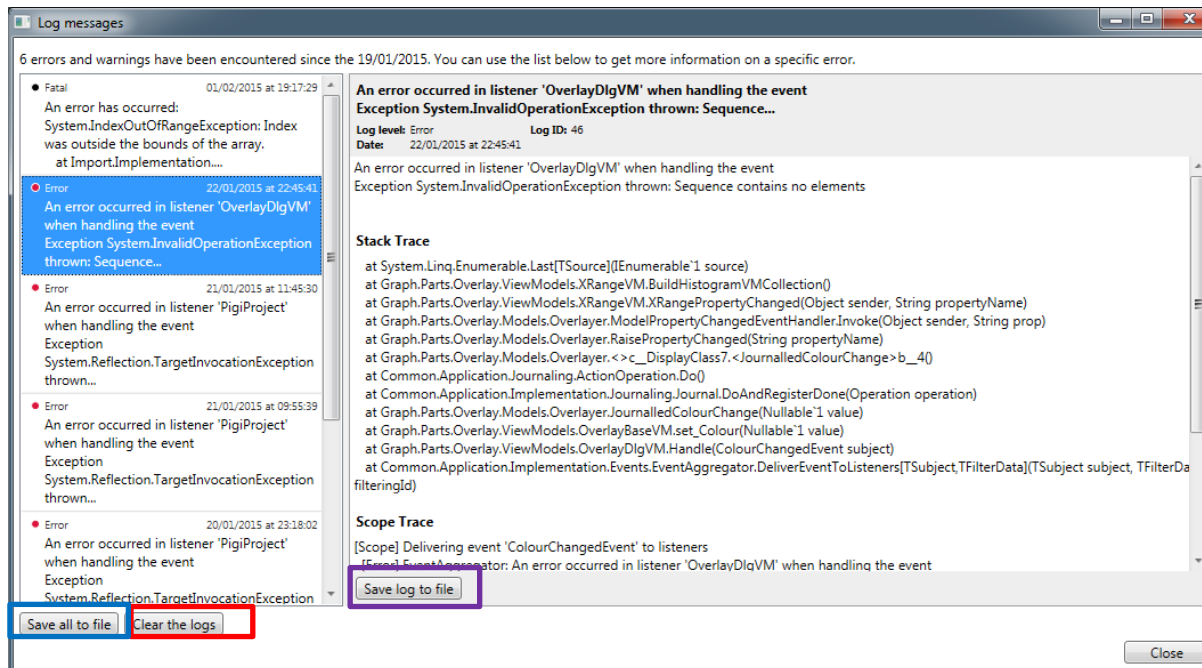 Log messages
6 errors and warnings have been encountered since the 19/01/2015. You can use the list below to get more information on a specific error.
Fatal 01/02/2015 at 19:17:29
An error has occurred:
System.IndexOutOfRangeException: Index
was outside the bounds of the array.
at Import.Implementation....
Error 22/01/2015 at 22:45:41
An error occurred in listener 'OverlayDlgVM'
when handling the event
Exception System.InvalidOperationException
thrown: Sequence...
Error 21/01/2015 at 11:45:30
An error occurred in listener 'PigiProject'
when handling the event
Exception
System.Reflection.TargetInvocationException
thrown...
Error 21/01/2015 at 09:55:39
An error occurred in listener 'PigiProject'
when handling the event
Exception
System.Reflection.TargetInvocationException
thrown...
Error 20/01/2015 at 23:18:02
An error occurred in listener 'PigiProject'
when handling the event
Exception
System.Reflection.TargetInvocationException
Save all to file
Clear the logs
An error occurred in listener 'OverlayDlgVM' when handling the event
Exception System.InvalidOperationException thrown: Sequence...
Log level: Error Log ID: 46
Date: 22/01/2015 at 22:45:41
An error occurred in listener 'OverlayDlgVM' when handling the event
Exception System.InvalidOperationException thrown: Sequence contains no elements
Stack Trace
at System.Linq.Enumerable.Last[TSource](IEnumerable`1 source)
at Graph.Parts.Overlay.ViewModels.XRangeVM.BuildHistogramVMCollection()
at Graph.Parts.Overlay.ViewModels.XRangeVM.XRangePropertyChanged(Object sender, String propertyName)
at Graph.Parts.Overlay.Models.Overlayer.ModelPropertyChangedEventHandler.Invoke(Object sender, String prop)
at Graph.Parts.Overlay.Models.Overlayer.RaisePropertyChanged(String propertyName)
at Graph.Parts.Overlay.Models.Overlayer.<>c__DisplayClass7.<JournalledColourChange>b__4()
at Common.Application.Journaling.ActionOperation.Do()
at Common.Application.Implementation.Journaling.Journal.DoAndRegisterDone(Operation operation)
at Graph.Parts.Overlay.Models.Overlayer.JournalledColourChange(Nullable`1 value)
at Graph.Parts.Overlay.ViewModels.OverlayBaseVM.set_Colour(Nullable`1 value)
at Graph.Parts.Overlay.ViewModels.OverlayDlgVM.Handle(ColourChangedEvent subject)
at Common.Application.Implementation.Events.EventAggregator.DeliverEventToListeners[TSubject,TFilterData](TSubject subject, TFilterDa
filteringId)
Scope Trace
[Scope] Delivering event 'ColourChangedEvent' to listeners
[Error] EventAggregator: An error occurred in listener 'OverlayDlgVM' when handling the event
Save log to file
Close